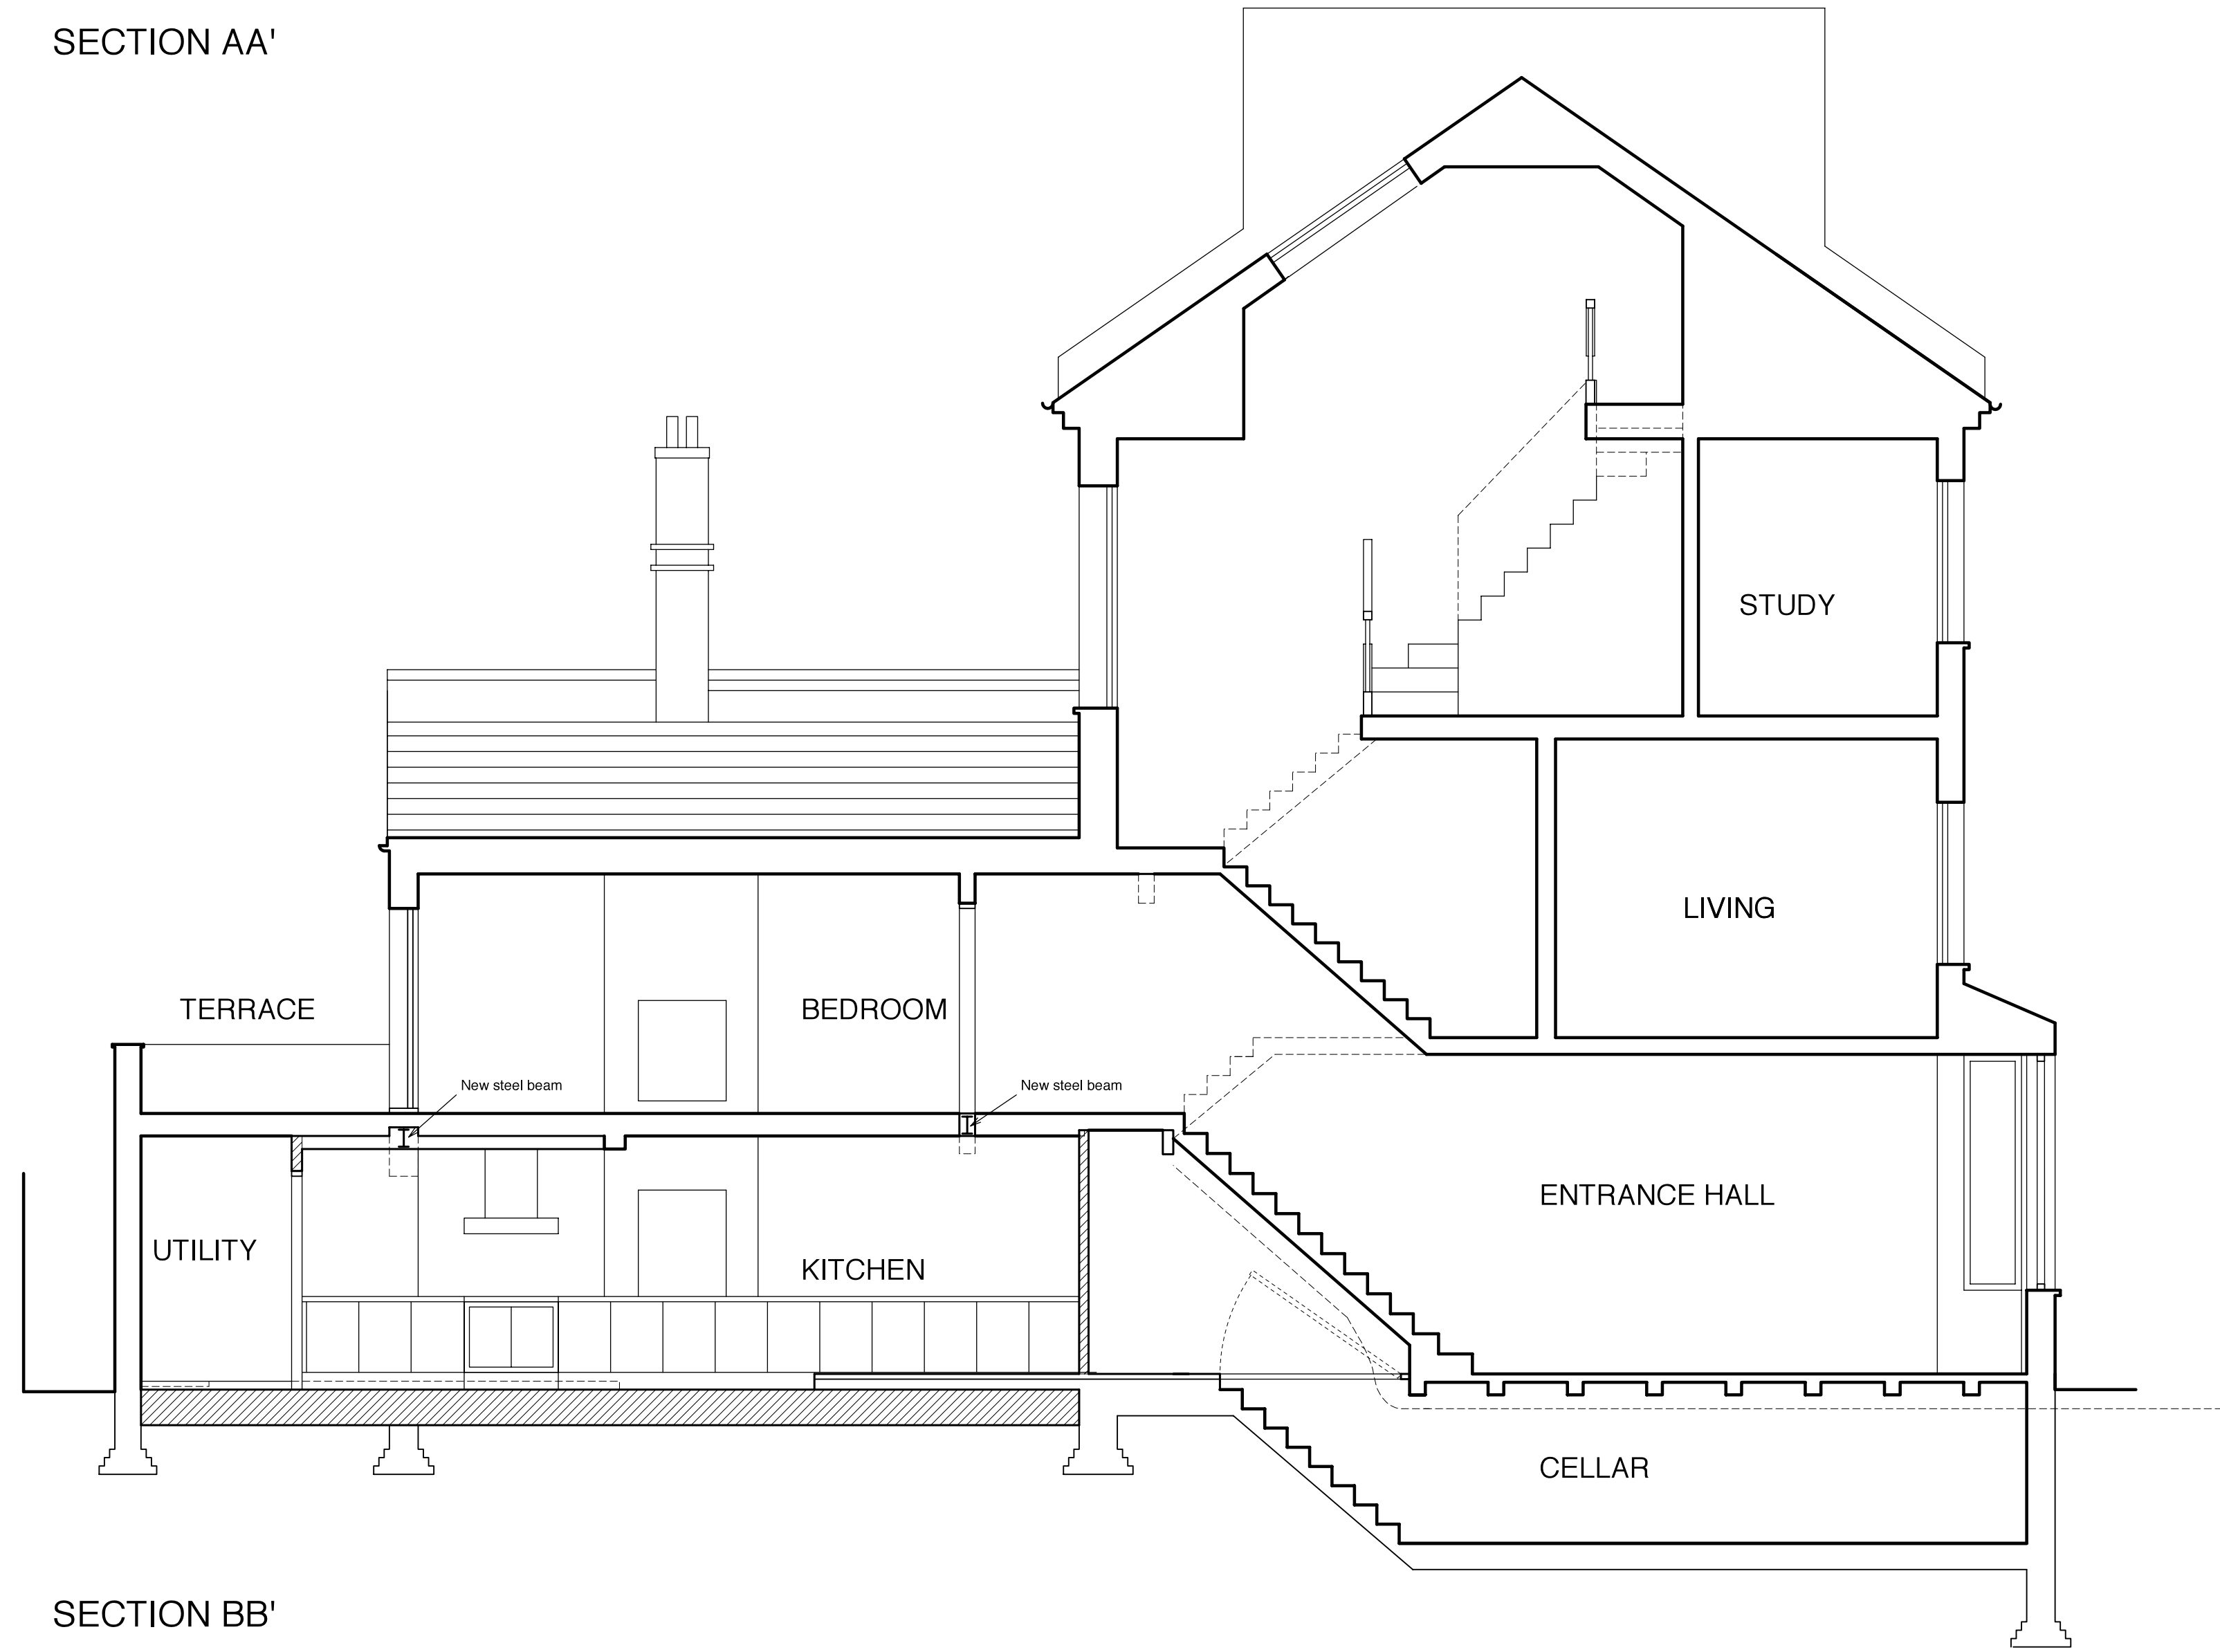 SECTION AA'
STUDY
LIVING
TERRACE
BEDROOM
New steel beam
New steel beam
ENTRANCE HALL
UTILITY
KITCHEN
CELLAR
SECTION BB'